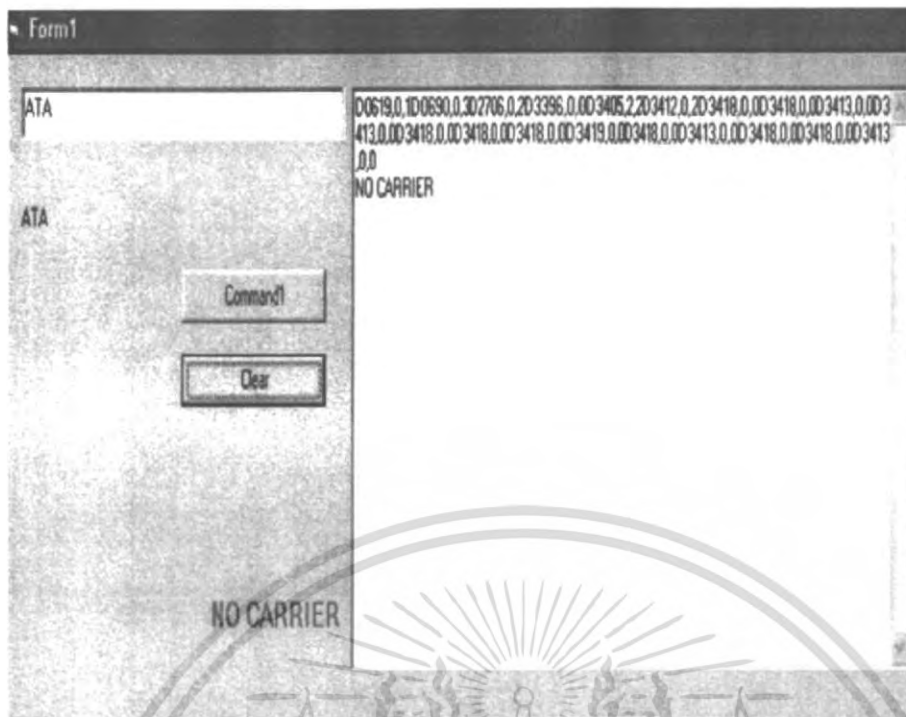 Form1
ATA
D0619,0,1D0690,0,3D2706,0,2D3396,0,0D3405,2,2D3412,0,2D3418,0,0D3418,0,0D3413,0,0D3
413,0,0D3418,0,0D3418,0,0D3418,0,0D3419,0,0D3418,0,0D3413,0,0D3418,0,0D3418,0,0D3413
,0,0
NO CARRIER
ATA
Command1
Clear
NO CARRIER